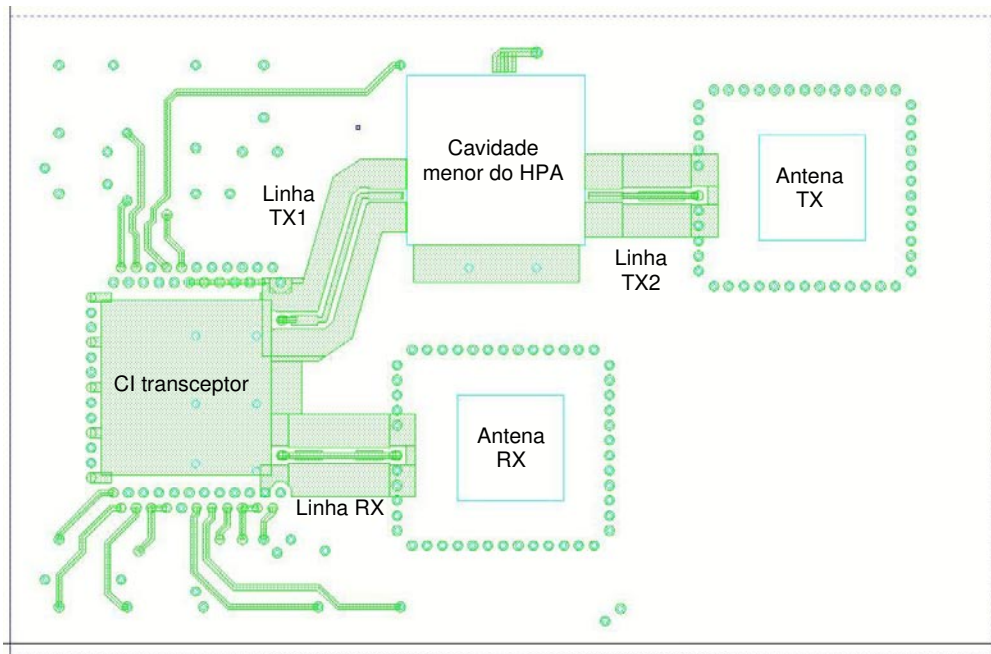 Cavidade
menor do HPA
Antena
TX
Linha
TX1
Linha
TX2
CI transceptor
Antena
RX
Linha RX